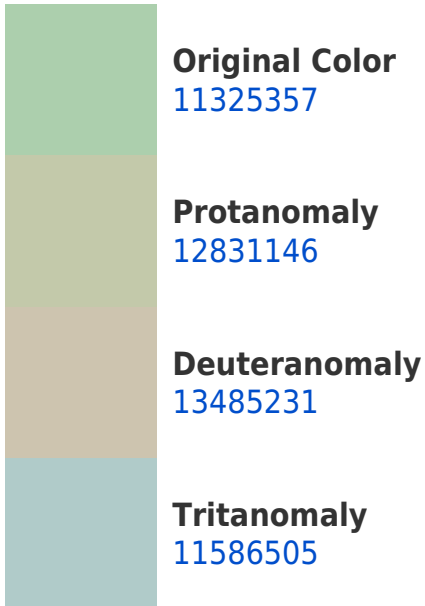 Original Color
11325357
Protanomaly
12831146
Deuteranomaly
13485231
Tritanomaly
11586505